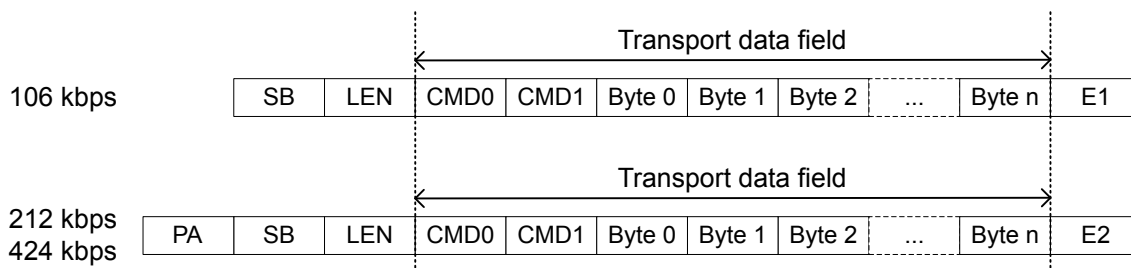 Transport data field
106 kbps SB LEN CMD0 CMD1 Byte 0 Byte 1 Byte 2 ... Byte n E1
Transport data field
212 kbps
424 kbps PA SB LEN CMD0 CMD1 Byte 0 Byte 1 Byte 2 ... Byte n E2